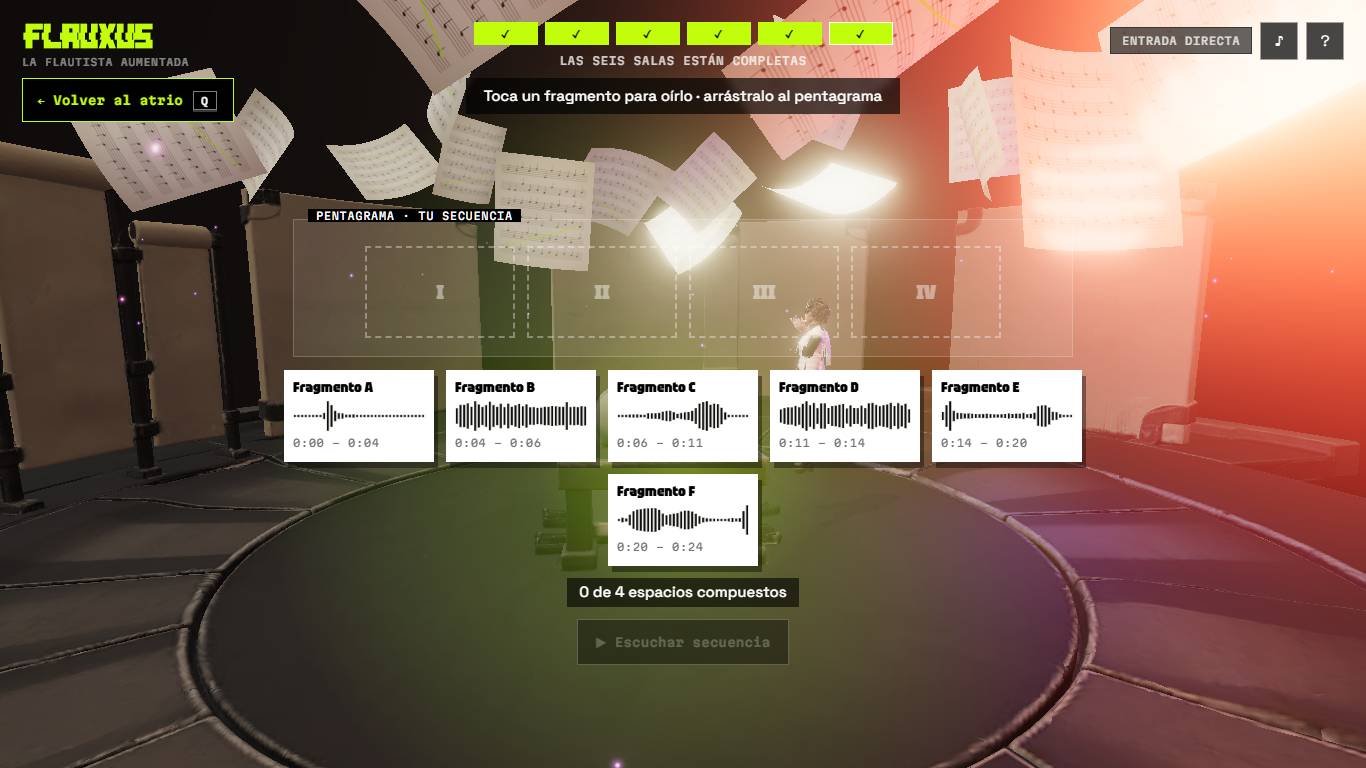 FLAUXUS
LA FLAUTISTA AUMENTADA
← Volver al atrio Q
✓ ✓ ✓ ✓ ✓ ✓
LAS SEIS SALAS ESTÁN COMPLETAS
Toca un fragmento para oírlo · arrástralo al pentagrama
ENTRADA DIRECTA ♪ ?
PENTAGRAMA · TU SECUENCIA
I II III IV
Fragmento A
0:00 – 0:04
Fragmento B
0:04 – 0:06
Fragmento C
0:06 – 0:11
Fragmento D
0:11 – 0:14
Fragmento E
0:14 – 0:20
Fragmento F
0:20 – 0:24
0 de 4 espacios compuestos
▶ Escuchar secuencia